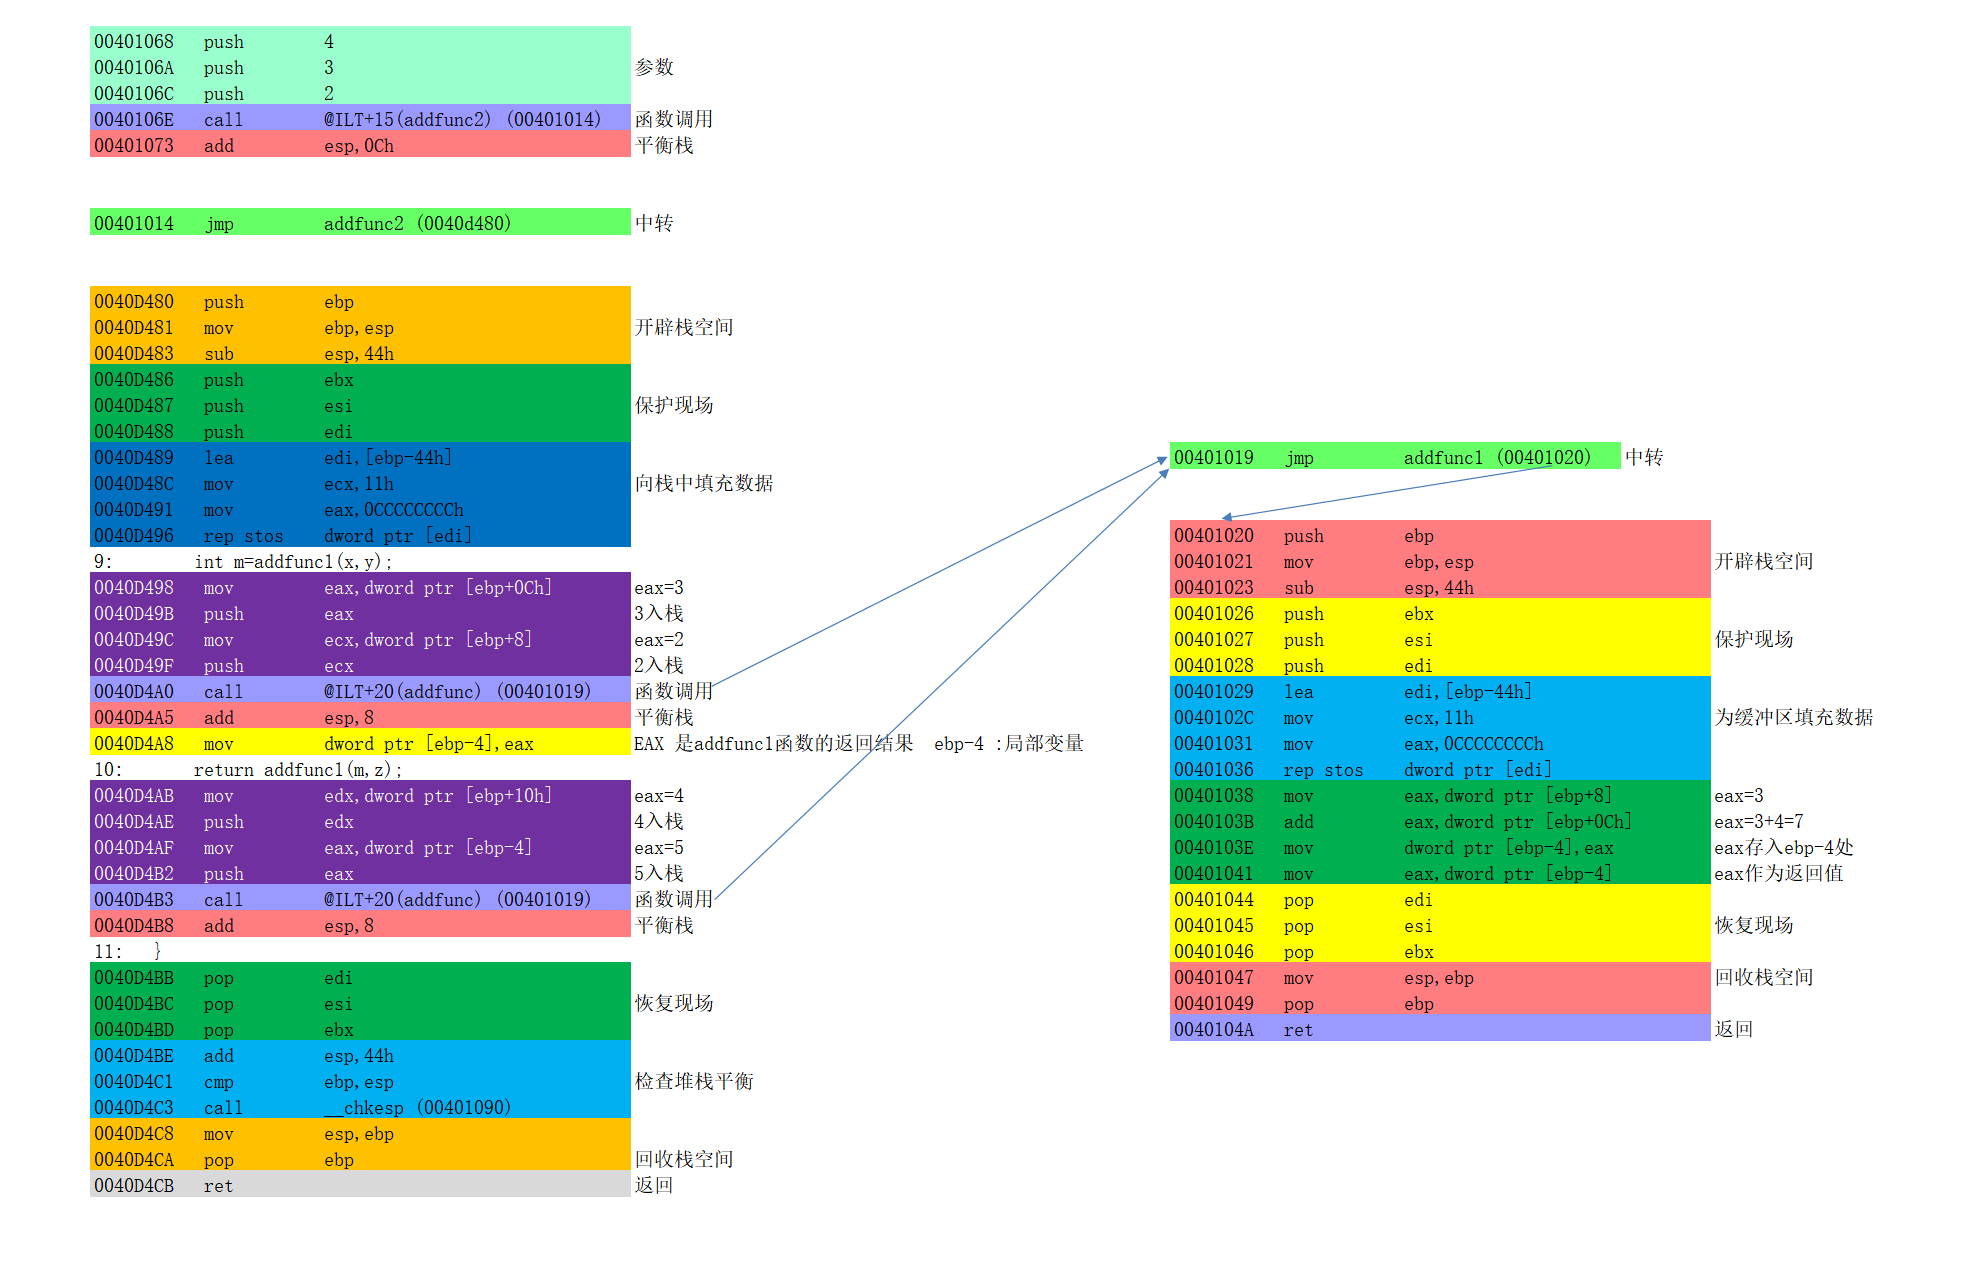 00401068 push 4
0040106A push 3 参数
0040106C push 2
0040106E call @ILT+15(addfunc2) (00401014) 函数调用
00401073 add esp,0Ch 平衡栈
00401014 jmp addfunc2 (0040d480) 中转
0040D480 push ebp
0040D481 mov ebp,esp 开辟栈空间
0040D483 sub esp,44h
0040D486 push ebx
0040D487 push esi 保护现场
0040D488 push edi
0040D489 lea edi,[ebp-44h]
0040D48C mov ecx,11h 向栈中填充数据
0040D491 mov eax,0CCCCCCCCh
0040D496 rep stos dword ptr [edi]
9: int m=addfunc1(x,y);
0040D498 mov eax,dword ptr [ebp+0Ch] eax=3
0040D49B push eax 3入栈
0040D49C mov ecx,dword ptr [ebp+8] eax=2
0040D49F push ecx 2入栈
0040D4A0 call @ILT+20(addfunc) (00401019) 函数调用
0040D4A5 add esp,8 平衡栈
0040D4A8 mov dword ptr [ebp-4],eax EAX 是addfunc1函数的返回结果 ebp-4 :局部变量
10: return addfunc1(m,z);
0040D4AB mov edx,dword ptr [ebp+10h] eax=4
0040D4AE push edx 4入栈
0040D4AF mov eax,dword ptr [ebp-4] eax=5
0040D4B2 push eax 5入栈
0040D4B3 call @ILT+20(addfunc) (00401019) 函数调用
0040D4B8 add esp,8 平衡栈
11: }
0040D4BB pop edi
0040D4BC pop esi 恢复现场
0040D4BD pop ebx
0040D4BE add esp,44h
0040D4C1 cmp ebp,esp 检查堆栈平衡
0040D4C3 call __chkesp (00401090)
0040D4C8 mov esp,ebp
0040D4CA pop ebp 回收栈空间
0040D4CB ret 返回
00401019 jmp addfunc1 (00401020) 中转
00401020 push ebp
00401021 mov ebp,esp 开辟栈空间
00401023 sub esp,44h
00401026 push ebx
00401027 push esi 保护现场
00401028 push edi
00401029 lea edi,[ebp-44h]
0040102C mov ecx,11h 为缓冲区填充数据
00401031 mov eax,0CCCCCCCCh
00401036 rep stos dword ptr [edi]
00401038 mov eax,dword ptr [ebp+8] eax=3
0040103B add eax,dword ptr [ebp+0Ch] eax=3+4=7
0040103E mov dword ptr [ebp-4],eax eax存入ebp-4处
00401041 mov eax,dword ptr [ebp-4] eax作为返回值
00401044 pop edi
00401045 pop esi 恢复现场
00401046 pop ebx
00401047 mov esp,ebp 回收栈空间
00401049 pop ebp
0040104A ret 返回